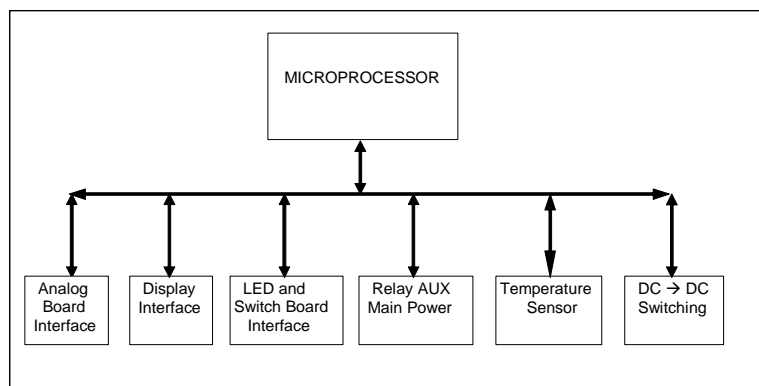 MICROPROCESSOR
Analog
Board
Interface
Display
Interface
LED and
Switch Board
Interface
Relay AUX
Main Power
Temperature
Sensor
DC → DC
Switching